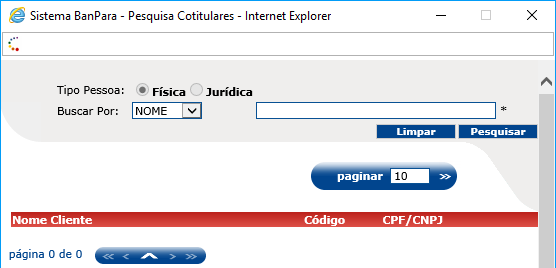 Sistema BanPara - Pesquisa Cotitulares - Internet Explorer
Tipo Pessoa: Física Jurídica
Buscar Por: NOME *
Limpar Pesquisar
paginar 10 >>
Nome Cliente Código CPF/CNPJ
página 0 de 0 << < > >>